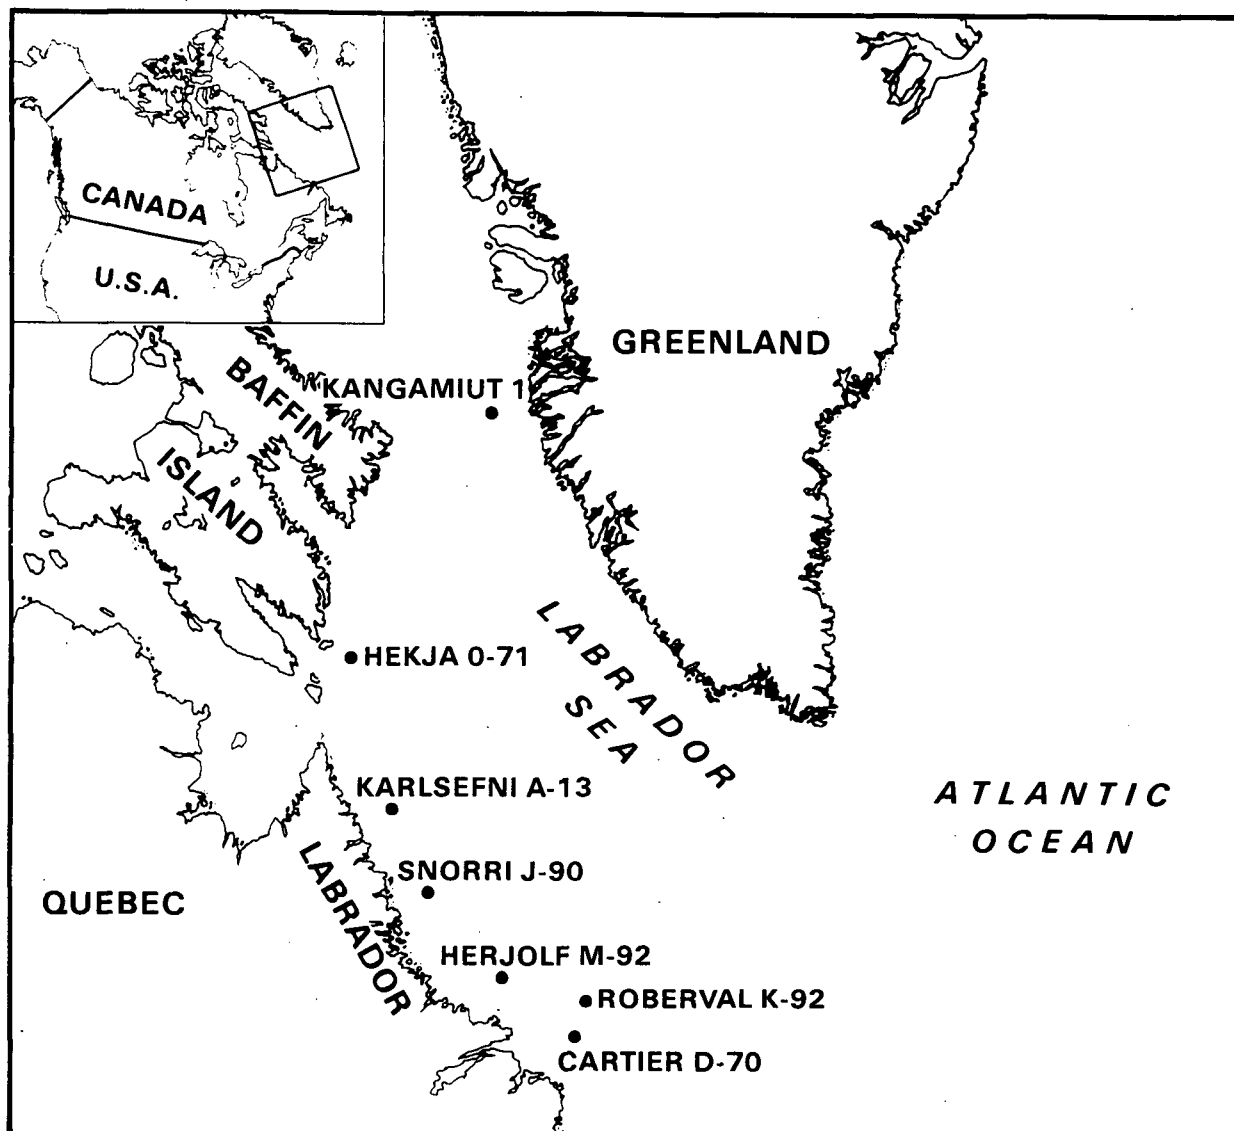 CANADA
U.S.A.
GREENLAND
BAFFIN
ISLAND
KANGAMIUT 1
HEKJA O-71
LABRADOR
SEA
KARLSEFNI A-13
ATLANTIC
OCEAN
SNORRI J-90
LABRADOR
QUEBEC
HERJOLF M-92
ROBERVAL K-92
CARTIER D-70